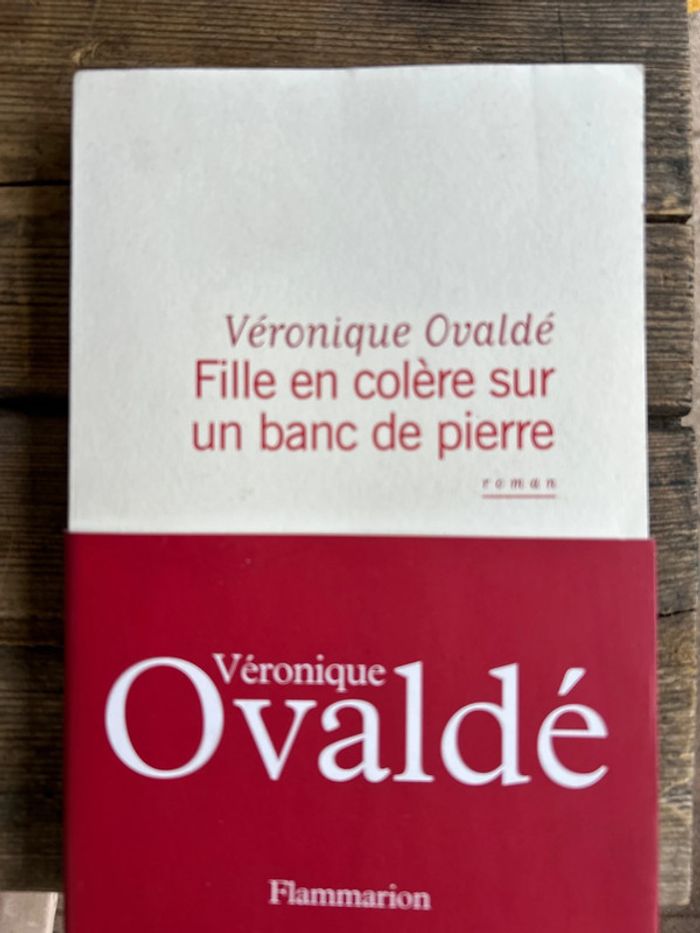 Véronique Ovaldé
Fille en colère sur
un banc de pierre
roman
Véronique
Ovaldé
Flammarion